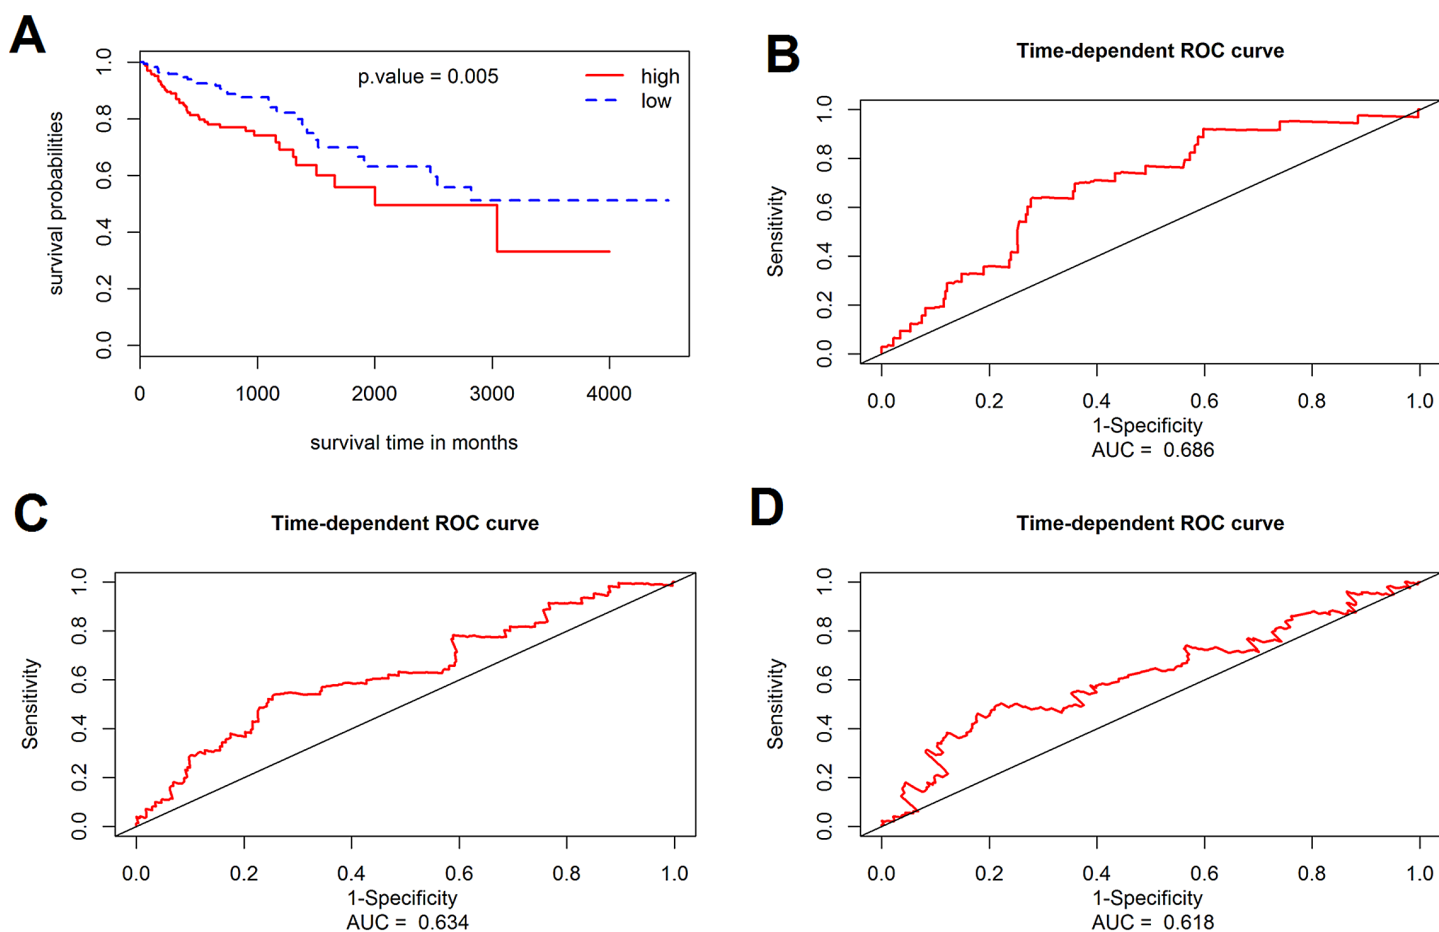 A
p.value = 0.005
high
low
survival probabilities
0.0 0.2 0.4 0.6 0.8 1.0
0 1000 2000 3000 4000
survival time in months
B
Time-dependent ROC curve
Sensitivity
0.0 0.2 0.4 0.6 0.8 1.0
0.0 0.2 0.4 0.6 0.8 1.0
1-Specificity
AUC = 0.686
C
Time-dependent ROC curve
Sensitivity
0.0 0.2 0.4 0.6 0.8 1.0
0.0 0.2 0.4 0.6 0.8 1.0
1-Specificity
AUC = 0.634
D
Time-dependent ROC curve
Sensitivity
0.0 0.2 0.4 0.6 0.8 1.0
0.0 0.2 0.4 0.6 0.8 1.0
1-Specificity
AUC = 0.618